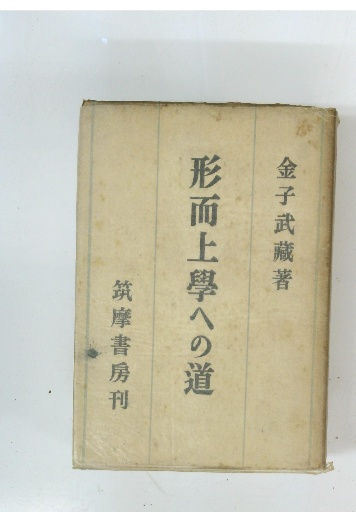 金子武藏著
形而上學への道
筑摩書房刊